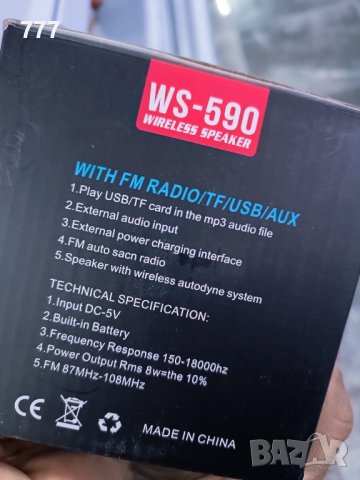 777
WS-590
WIRELESS SPEAKER
WITH FM RADIO/TF/USB/AUX
1.Play USB/TF card in the mp3 audio file
2.External audio input
3.External power charging interface
4.FM auto sacn radio
5.Speaker with wireless autodyne system
TECHNICAL SPECIFICATION:
1.Input DC-5V
2.Built-in Battery
3.Frequency Response 150-18000hz
4.Power Output Rms 8w=the 10%
5.FM 87MHz-108MHz
CE
MADE IN CHINA
BAZAR